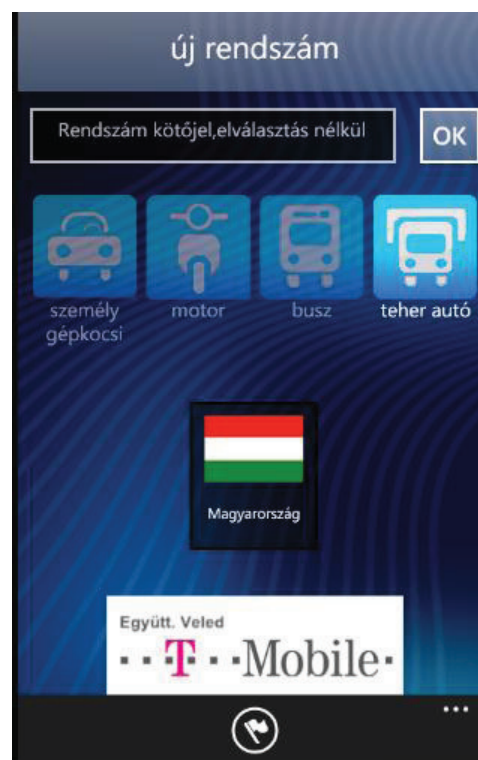 új rendszám
Rendszám kötőjel,elválasztás nélkül
OK
személy
gépkocsi
motor
busz
teher autó
Magyarország
Együtt. Veled
T Mobile